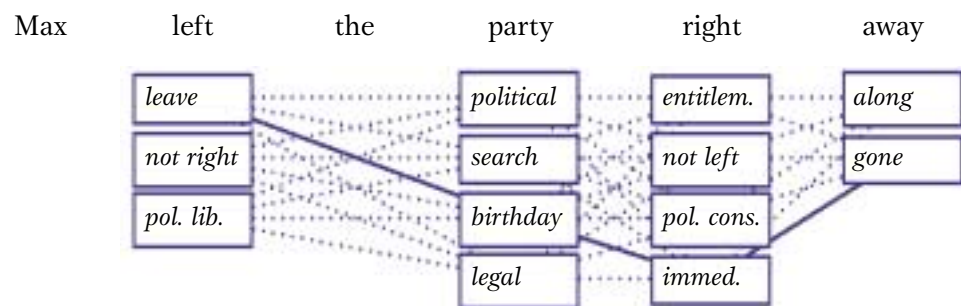 Max left the party right away
leave political entitlem. along
not right search not left gone
pol. lib. birthday pol. cons.
legal immed.